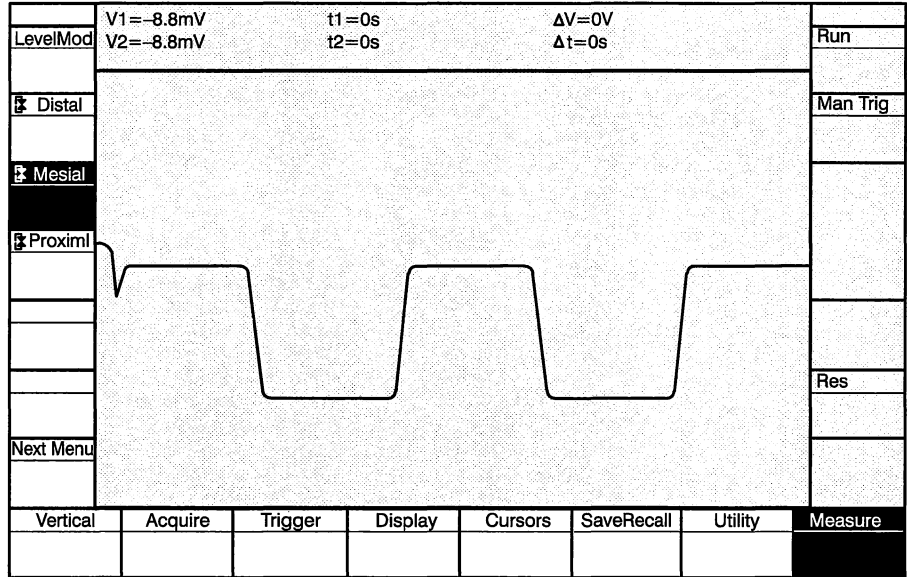 V1=–8.8mV t1=0s ΔV=0V
V2=–8.8mV t2=0s Δt=0s
LevelMod
Distal
Mesial
Proximl
Next Menu
Run
Man Trig
Res
Vertical Acquire Trigger Display Cursors SaveRecall Utility Measure